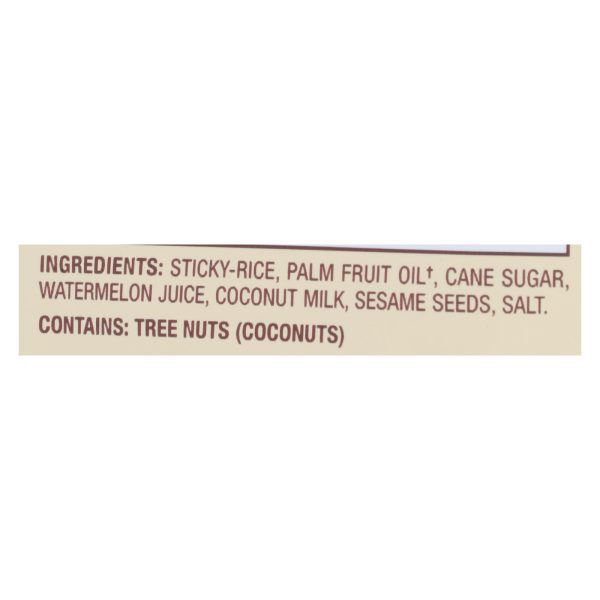 INGREDIENTS: STICKY-RICE, PALM FRUIT OIL†, CANE SUGAR,
WATERMELON JUICE, COCONUT MILK, SESAME SEEDS, SALT.
CONTAINS: TREE NUTS (COCONUTS)